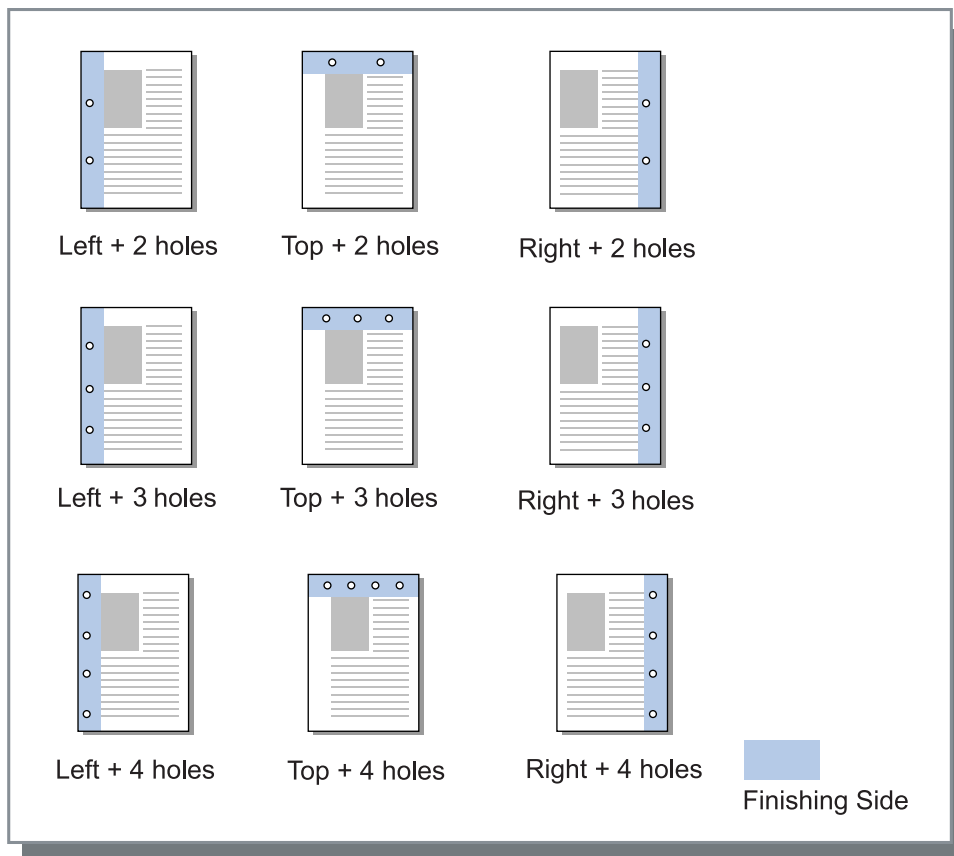 Left + 2 holes
Top + 2 holes
Right + 2 holes
Left + 3 holes
Top + 3 holes
Right + 3 holes
Left + 4 holes
Top + 4 holes
Right + 4 holes
Finishing Side